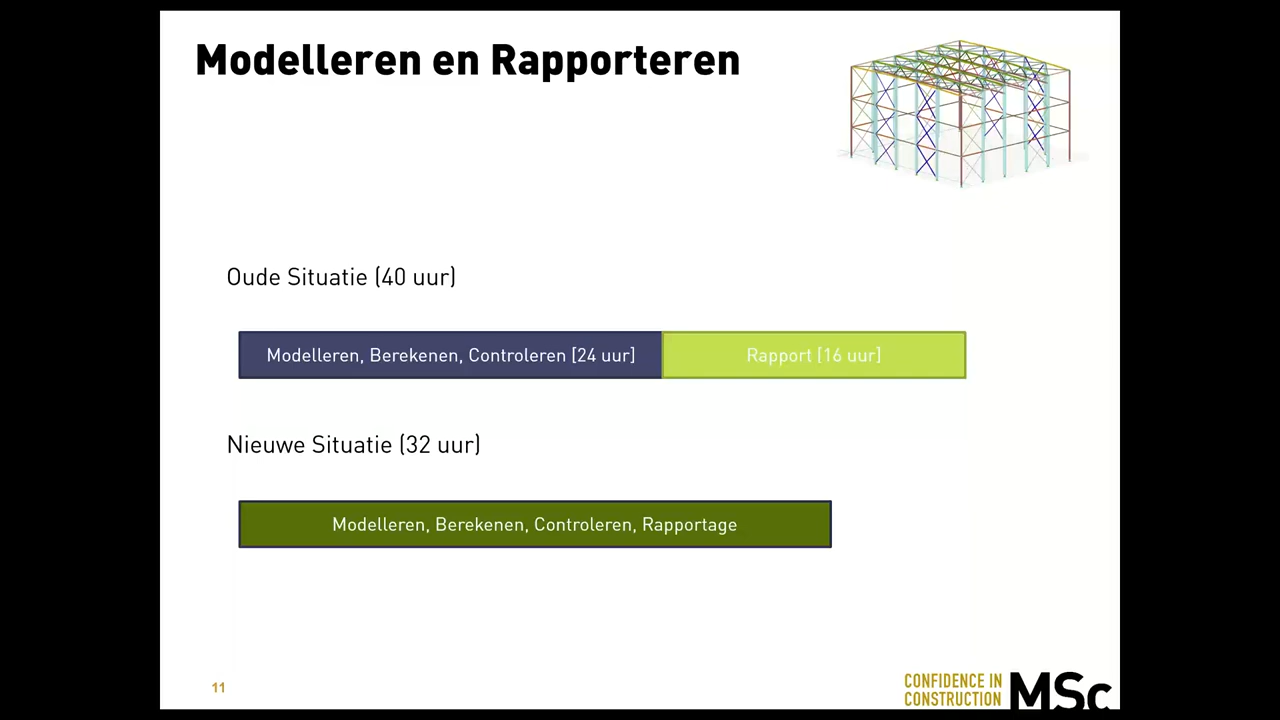 Modelleren en Rapporteren
Oude Situatie (40 uur)
Modelleren, Berekenen, Controleren [24 uur]
Rapport [16 uur]
Nieuwe Situatie (32 uur)
Modelleren, Berekenen, Controleren, Rapportage
11
CONFIDENCE IN
CONSTRUCTION
MSc